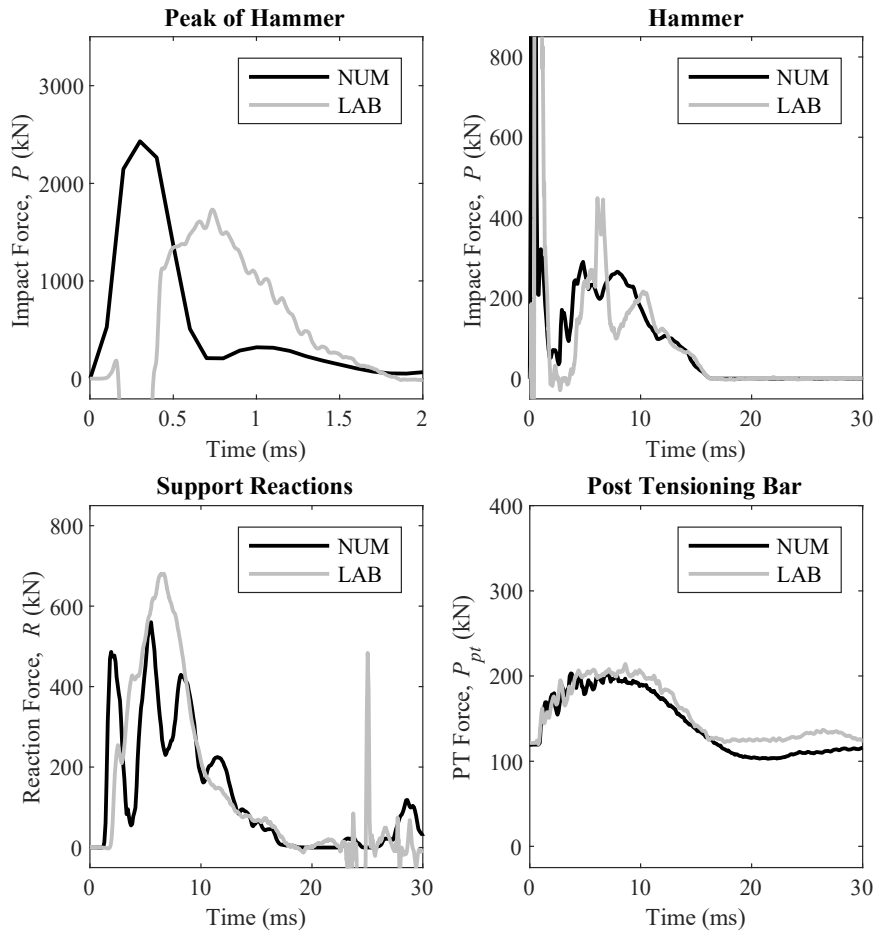 Peak of Hammer
Impact Force, P (kN)
3000
2000
1000
0
NUM
LAB
0 0.5 1 1.5 2
Time (ms)
Hammer
Impact Force, P (kN)
800
600
400
200
0
NUM
LAB
0 10 20 30
Time (ms)
Support Reactions
Reaction Force, R (kN)
800
600
400
200
0
NUM
LAB
0 10 20 30
Time (ms)
Post Tensioning Bar
PT Force, P_pt (kN)
400
300
200
100
0
NUM
LAB
0 10 20 30
Time (ms)